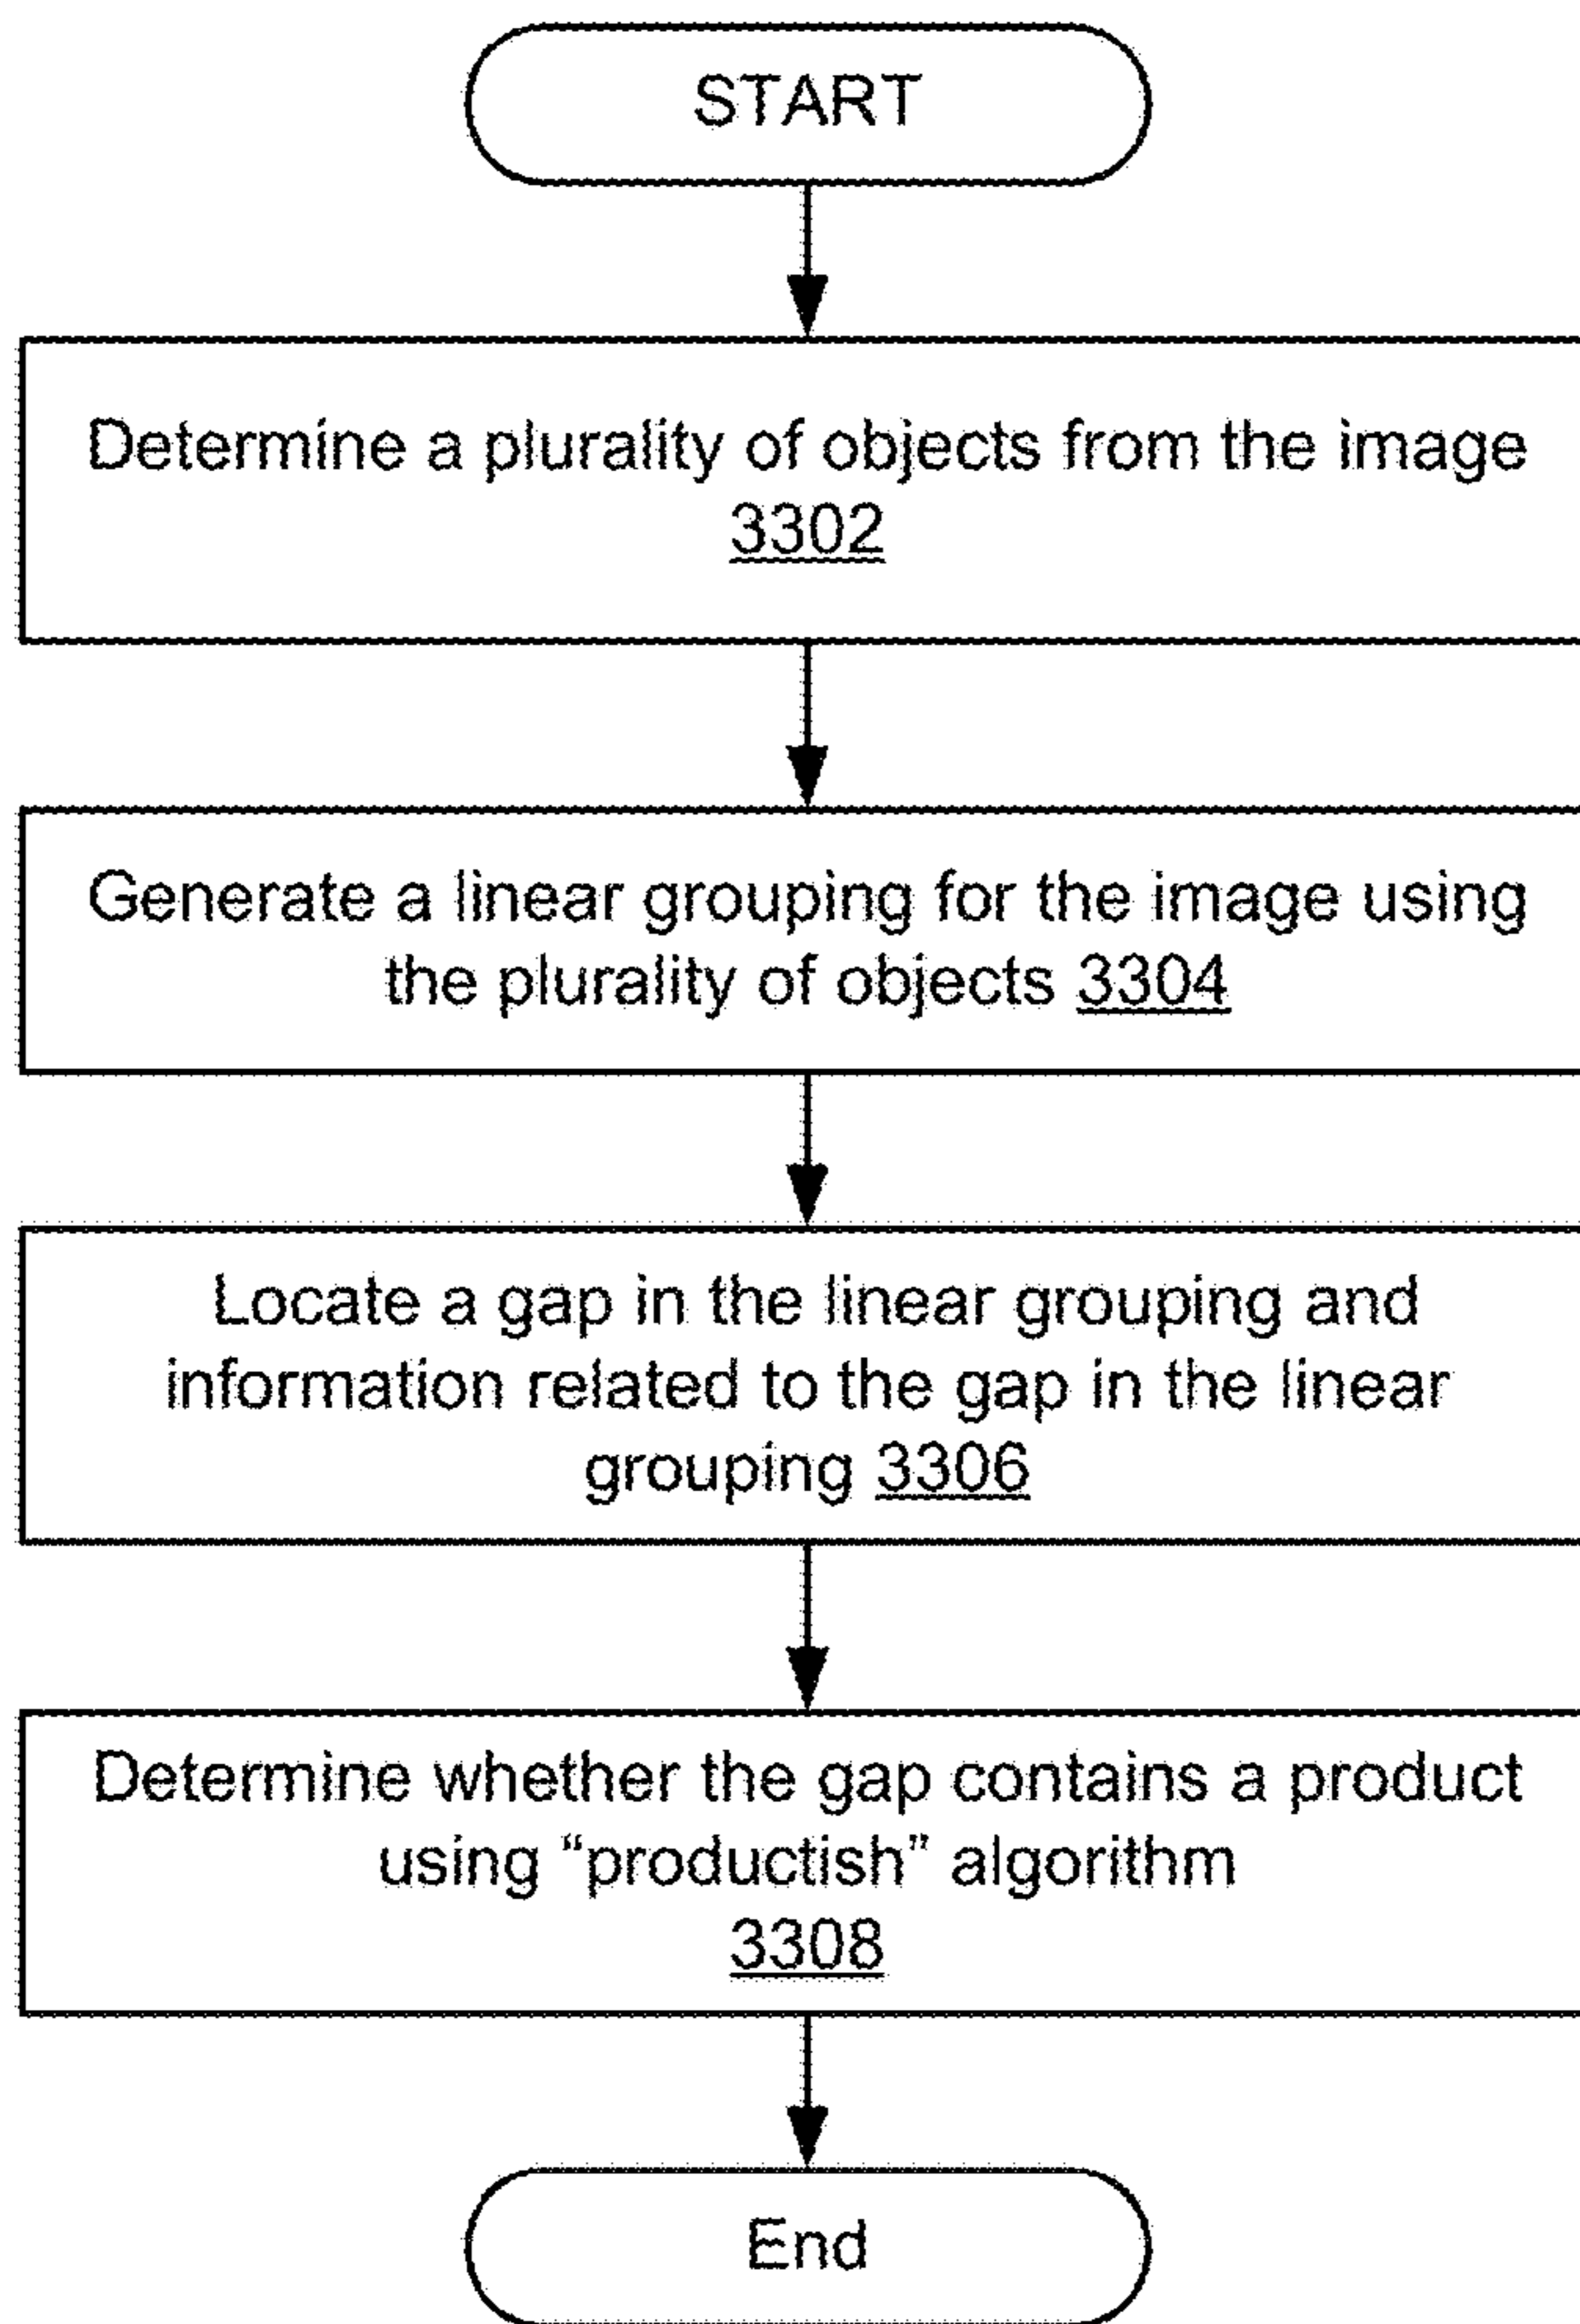 START
Determine a plurality of objects from the image
3302
Generate a linear grouping for the image using
the plurality of objects 3304
Locate a gap in the linear grouping and
information related to the gap in the linear
grouping 3306
Determine whether the gap contains a product
using “productish” algorithm
3308
End